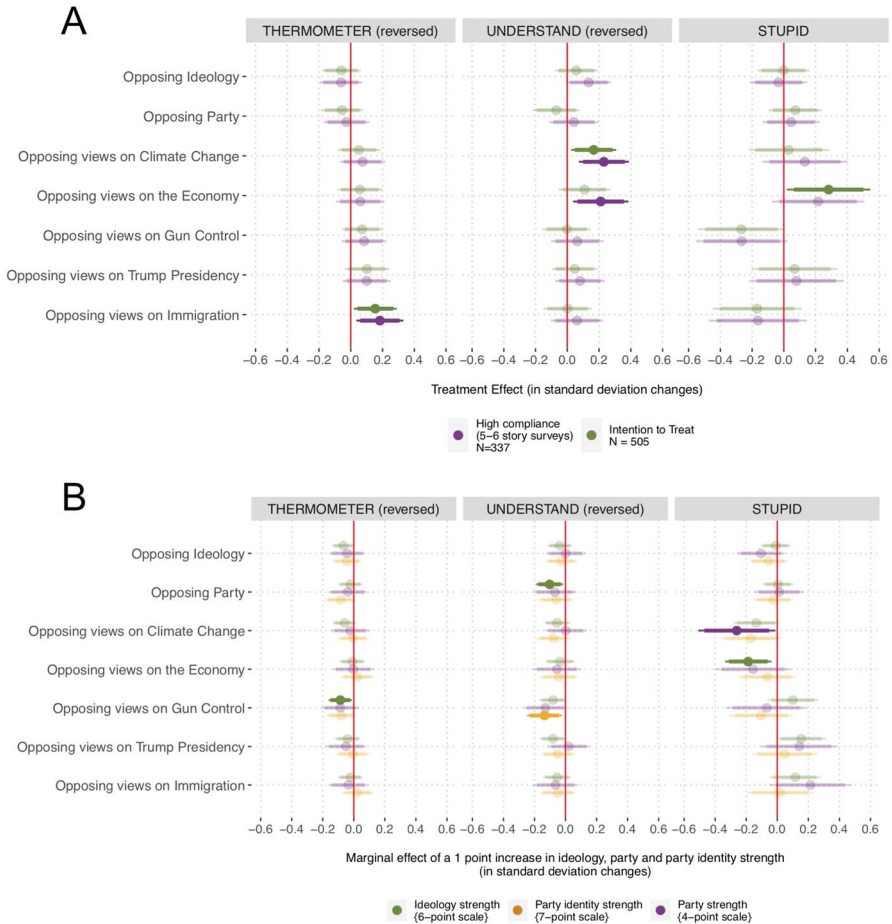 A
THERMOMETER (reversed) UNDERSTAND (reversed) STUPID
Opposing Ideology
Opposing Party
Opposing views on Climate Change
Opposing views on the Economy
Opposing views on Gun Control
Opposing views on Trump Presidency
Opposing views on Immigration
−0.6 −0.4 −0.2 0.0 0.2 0.4 0.6 −0.6 −0.4 −0.2 0.0 0.2 0.4 0.6 −0.6 −0.4 −0.2 0.0 0.2 0.4 0.6
Treatment Effect (in standard deviation changes)
High compliance
(5−6 story surveys)
N=337
Intention to Treat
N = 505
B
THERMOMETER (reversed) UNDERSTAND (reversed) STUPID
Opposing Ideology
Opposing Party
Opposing views on Climate Change
Opposing views on the Economy
Opposing views on Gun Control
Opposing views on Trump Presidency
Opposing views on Immigration
−0.6 −0.4 −0.2 0.0 0.2 0.4 0.6 −0.6 −0.4 −0.2 0.0 0.2 0.4 0.6 −0.6 −0.4 −0.2 0.0 0.2 0.4 0.6
Marginal effect of a 1 point increase in ideology, party and party identity strength
(in standard deviation changes)
Ideology strength
{6−point scale}
Party identity strength
{7−point scale}
Party strength
{4−point scale}